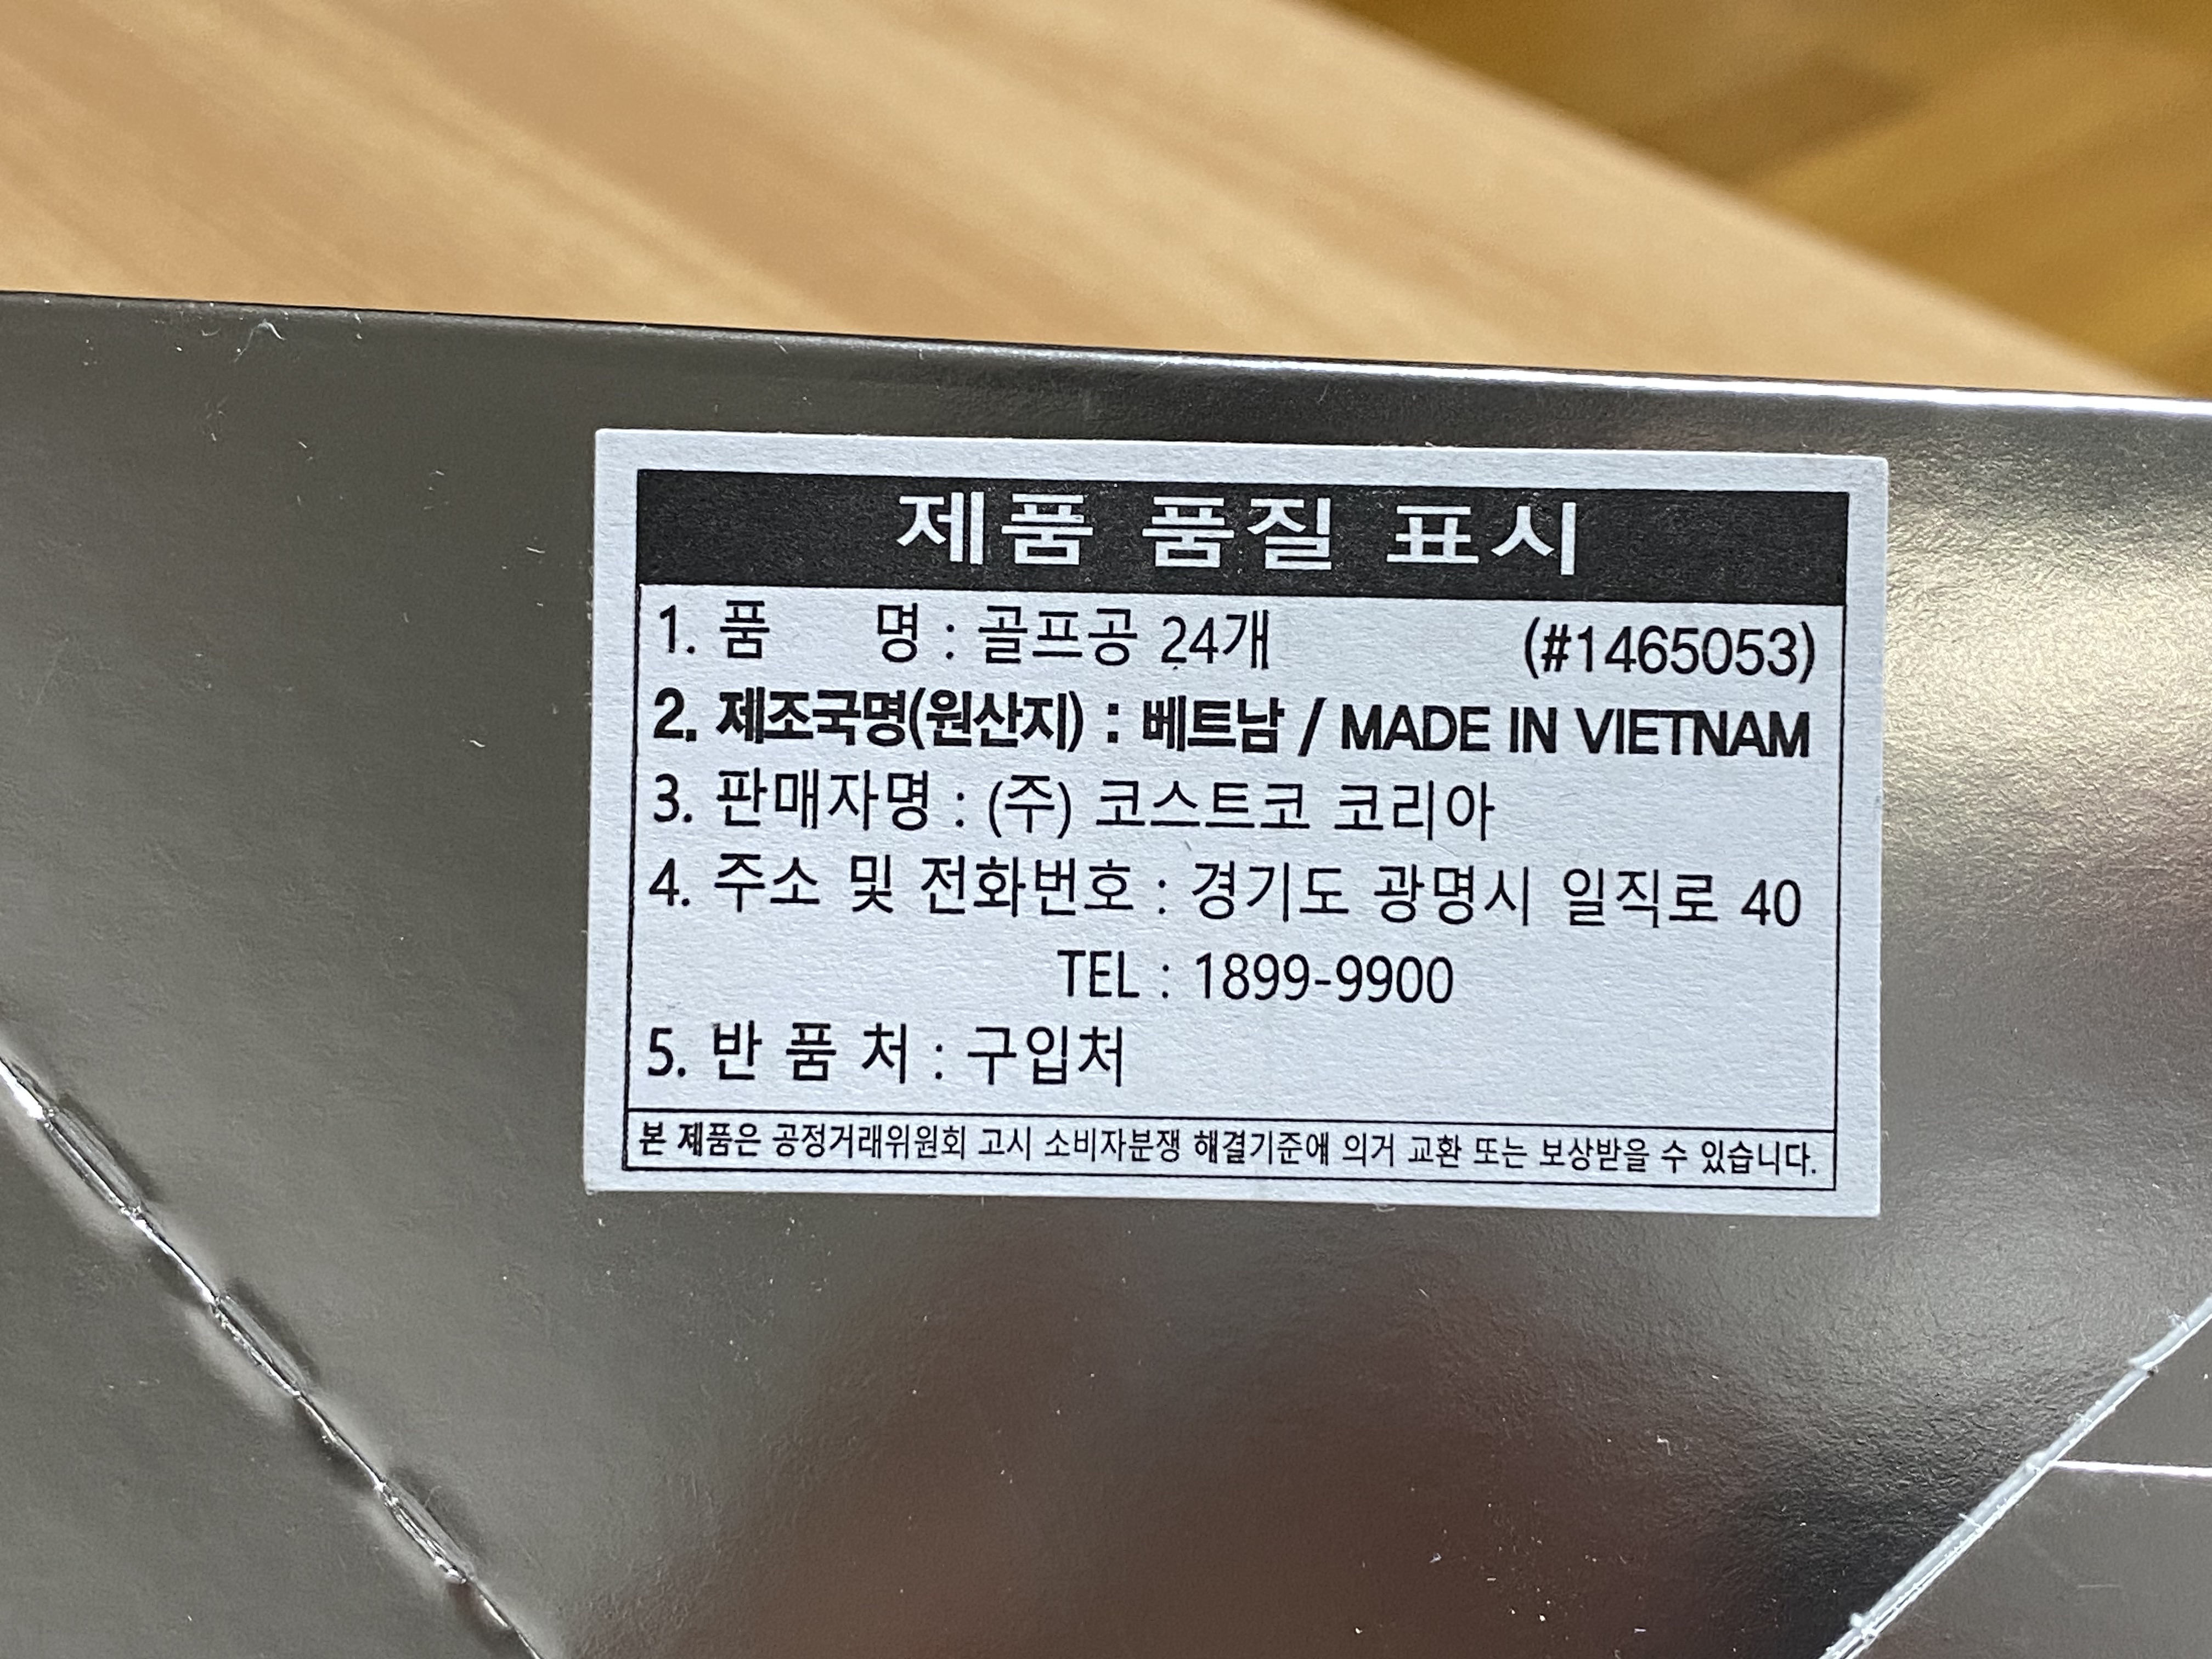 제품 품질 표시
1. 품 명 : 골프공 24개 (#1465053)
2. 제조국명(원산지) : 베트남 / MADE IN VIETNAM
3. 판매자명 : (주) 코스트코 코리아
4. 주소 및 전화번호 : 경기도 광명시 일직로 40
TEL : 1899-9900
5. 반 품 처 : 구입처
본 제품은 공정거래위원회 고시 소비자분쟁 해결기준에 의거 교환 또는 보상받을 수 있습니다.